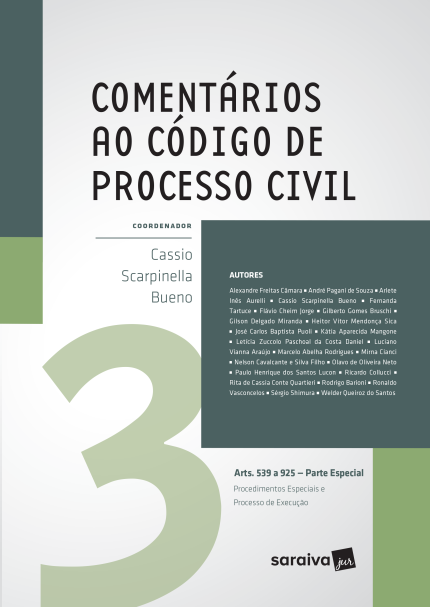 COMENTÁRIOS
AO CÓDIGO DE
PROCESSO CIVIL
COORDENADOR
Cassio
Scarpinella
Bueno
AUTORES
Alexandre Freitas Câmara ▪ André Pagani de Souza ▪ Arlete
Inês Aurelli ▪ Cassio Scarpinella Bueno ▪ Fernanda
Tartuce ▪ Flávio Cheim Jorge ▪ Gilberto Gomes Bruschi ▪
Gilson Delgado Miranda ▪ Heitor Vitor Mendonça Sica
▪ José Carlos Baptista Puoli ▪ Kátia Aparecida Mangone
▪ Leticia Zuccolo Paschoal da Costa Daniel ▪ Luciano
Vianna Araújo ▪ Marcelo Abelha Rodrigues ▪ Mirna Cianci
▪ Nelson Cavalcante e Silva Filho ▪ Olavo de Oliveira Neto
▪ Paulo Henrique dos Santos Lucon ▪ Ricardo Collucci ▪
Rita de Cassia Conte Quartieri ▪ Rodrigo Barioni ▪ Ronaldo
Vasconcelos ▪ Sérgio Shimura ▪ Welder Queiroz do Santos
3
Arts. 539 a 925 – Parte Especial
Procedimentos Especiais e
Processo de Execução
saraiva jur